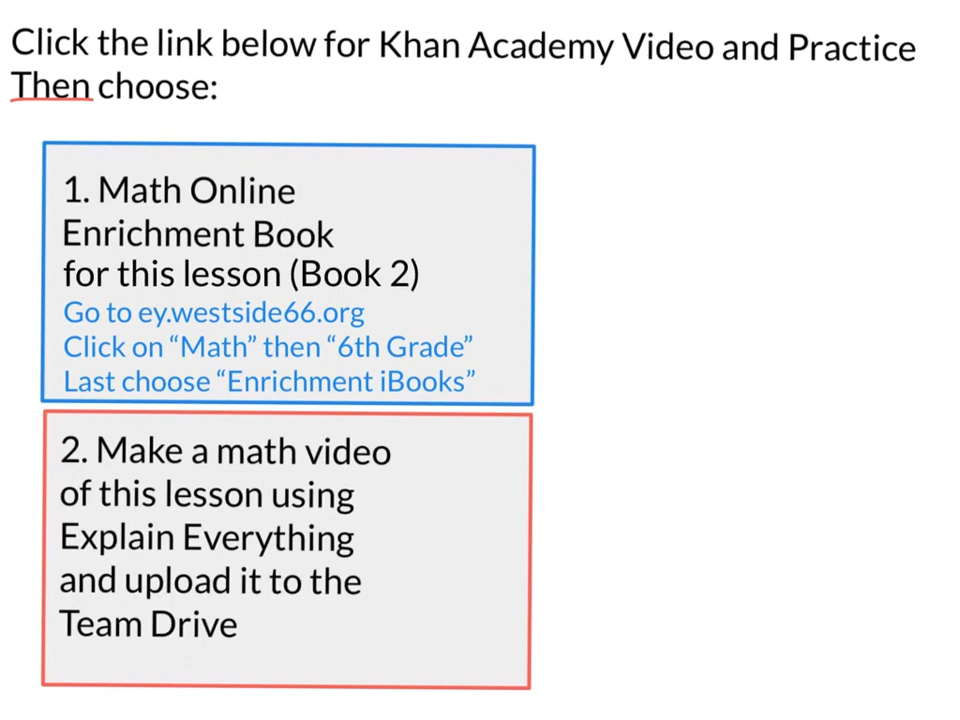 Click the link below for Khan Academy Video and Practice
Then choose:
1. Math Online
Enrichment Book
for this lesson (Book 2)
Go to ey.westside66.org
Click on “Math” then “6th Grade”
Last choose “Enrichment iBooks”
2. Make a math video
of this lesson using
Explain Everything
and upload it to the
Team Drive